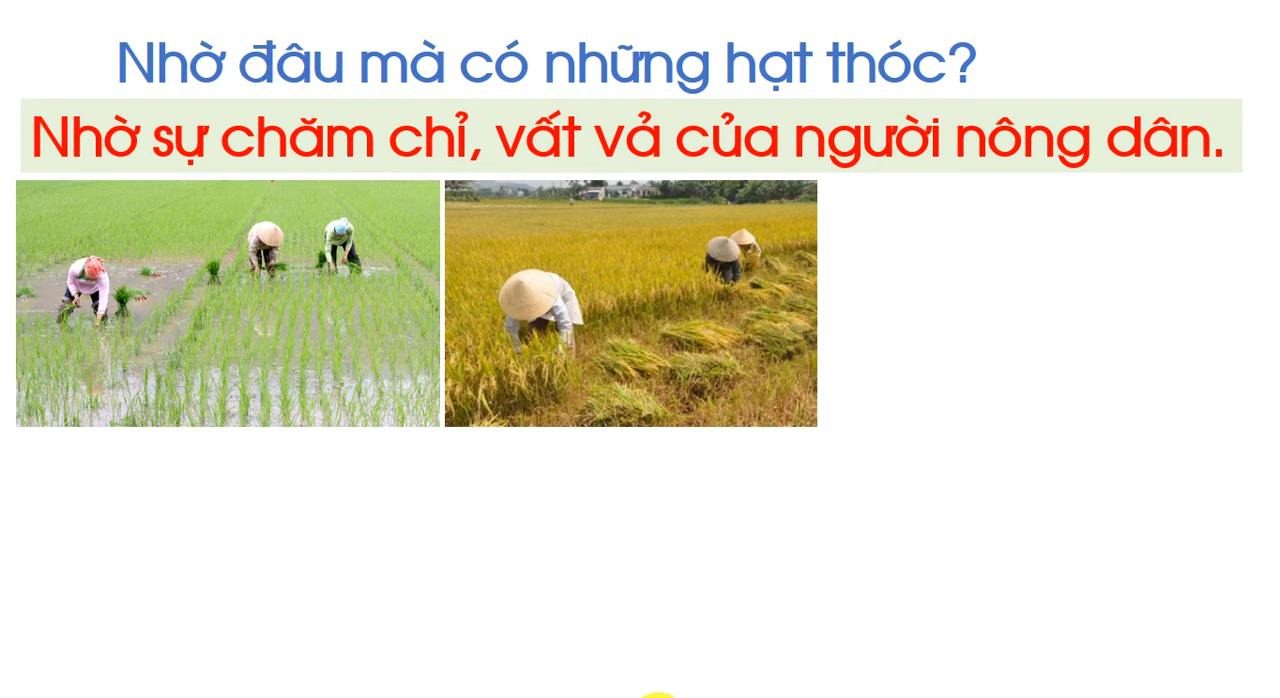 Nhờ đâu mà có những hạt thóc?
Nhờ sự chăm chỉ, vất vả của người nông dân.